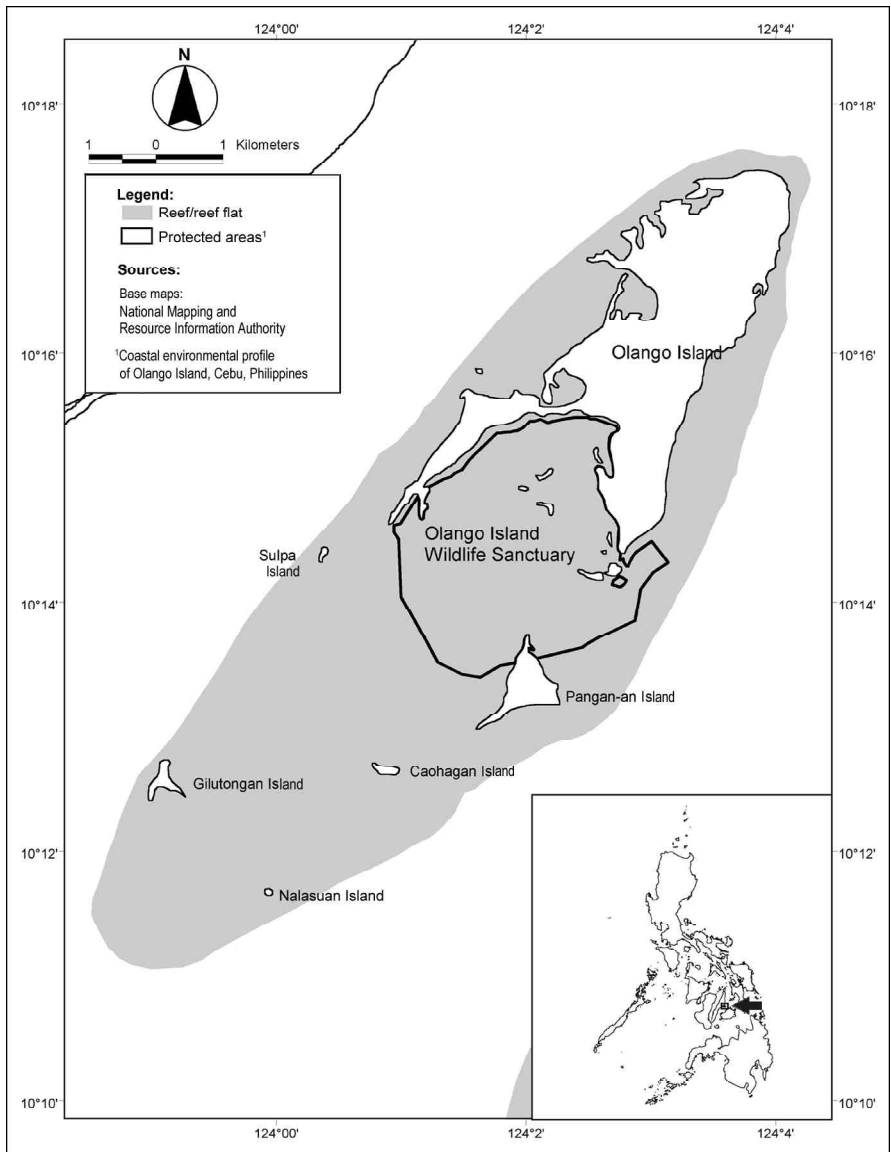 124°00'
124°2'
124°4'
N
10°18'
10°18'
1 0 1 Kilometers
Legend:
Reef/reef flat
Protected areas¹
Sources:
Base maps:
National Mapping and
Resource Information Authority
¹Coastal environmental profile
of Olango Island, Cebu, Philippines
10°16'
Olango Island
10°16'
Olango Island
Wildlife Sanctuary
Sulpa
Island
10°14'
10°14'
Pangan-an Island
Gilutongan Island
Caohagan Island
10°12'
10°12'
Nalasuan Island
10°10'
10°10'
124°00'
124°2'
124°4'